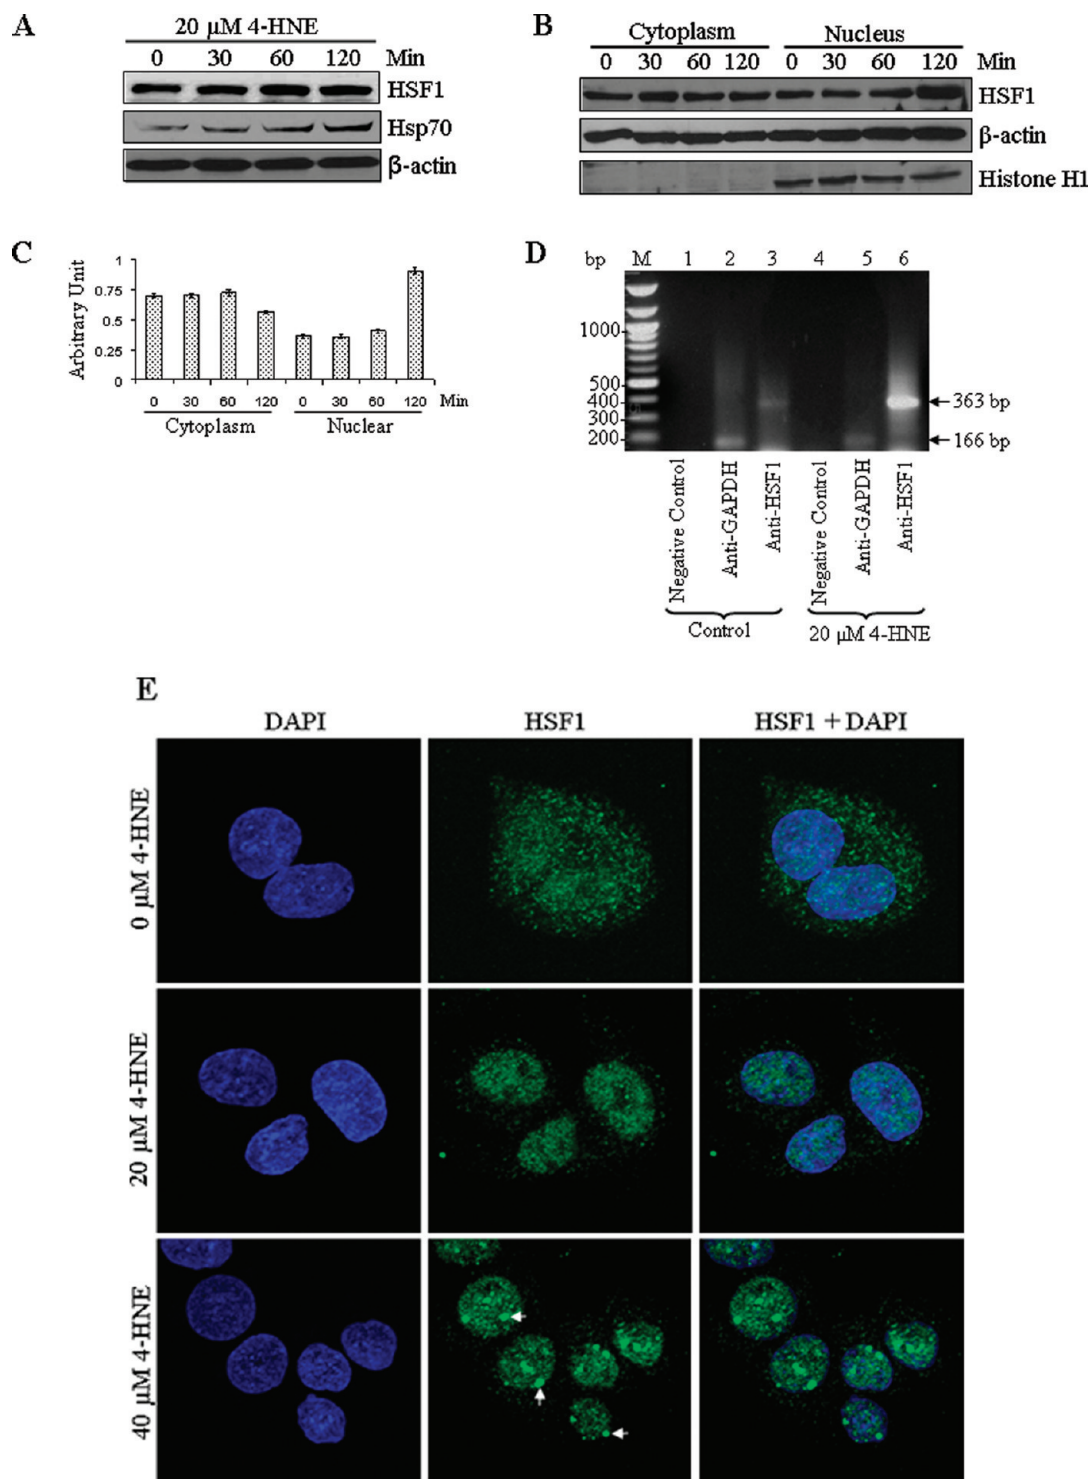 A
20 µM 4-HNE
0 30 60 120 Min
HSF1
Hsp70
β-actin
B
Cytoplasm Nucleus
0 30 60 120 0 30 60 120 Min
HSF1
β-actin
Histone H1
C
Arbitrary Unit
1
0.75
0.5
0.25
0
0 30 60 120 0 30 60 120 Min
Cytoplasm Nuclear
D
bp M 1 2 3 4 5 6
1000
500
400
300
200
363 bp
166 bp
Negative Control
Anti-GAPDH
Anti-HSF1
Negative Control
Anti-GAPDH
Anti-HSF1
Control 20 µM 4-HNE
E
DAPI HSF1 HSF1 + DAPI
0 µM 4-HNE
20 µM 4-HNE
40 µM 4-HNE